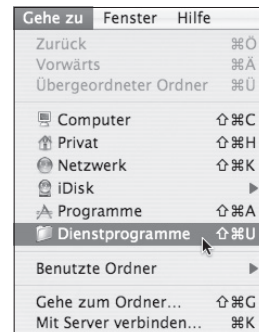 Gehe zu Fenster Hilfe
Zurück ⌘Ö
Vorwärts ⌘Ä
Übergeordneter Ordner ⌘Ü
Computer ⇧⌘C
Privat ⇧⌘H
Netzwerk ⇧⌘K
iDisk ▶
Programme ⇧⌘A
Dienstprogramme ⇧⌘U
Benutzte Ordner ▶
Gehe zum Ordner... ⇧⌘G
Mit Server verbinden... ⌘K